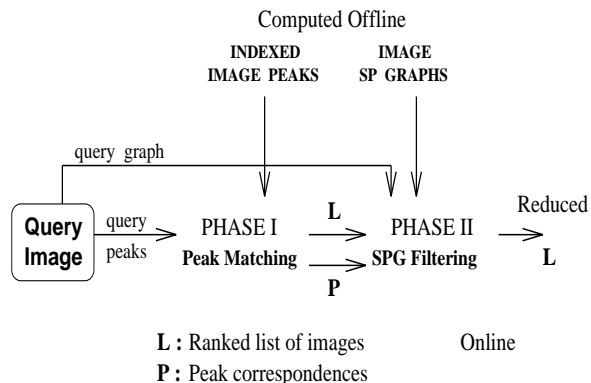 Computed Offline
INDEXED
IMAGE PEAKS
IMAGE
SP GRAPHS
query graph
Query
Image
query
peaks
PHASE I
Peak Matching
L
P
PHASE II
SPG Filtering
Reduced
L
L : Ranked list of images
Online
P : Peak correspondences